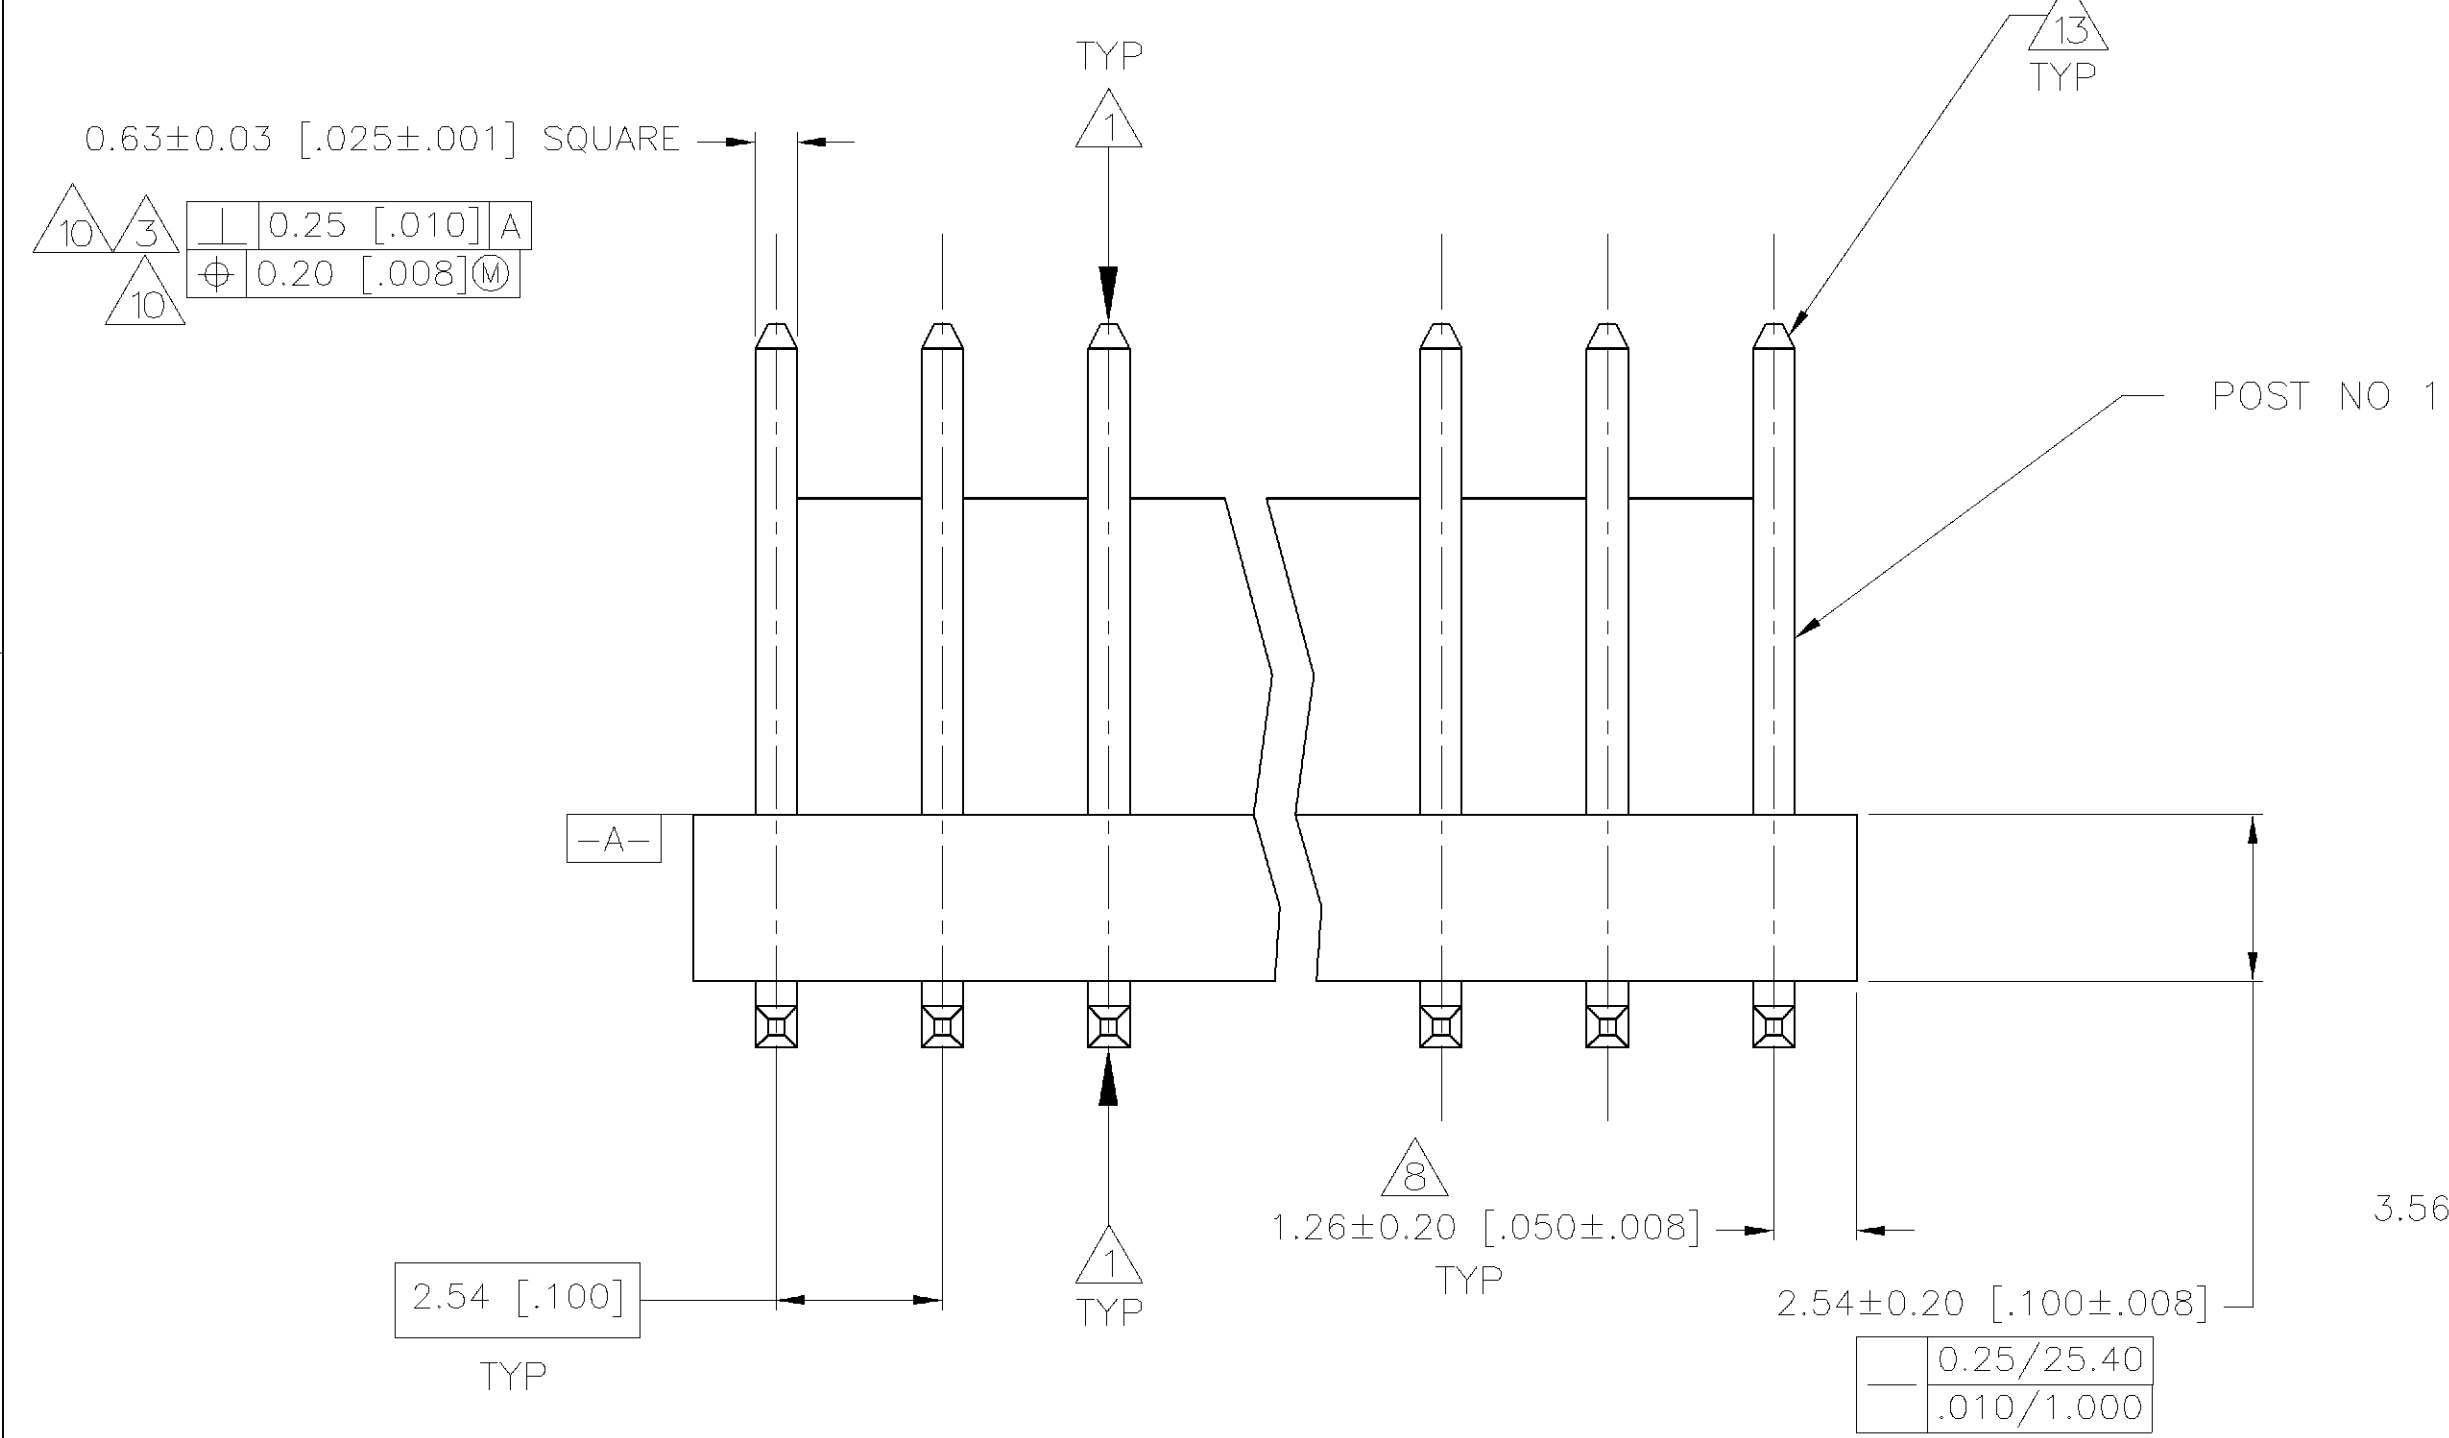 13
TYP
TYP
1
0.63±0.03 [.025±.001] SQUARE
10 3 ⊥ 0.25 [.010] A
10 ⌖ 0.20 [.008]Ⓜ
POST NO 1
-A-
8
1.26±0.20 [.050±.008]
TYP
3.56
1
TYP
2.54 [.100]
TYP
2.54±0.20 [.100±.008]
0.25/25.40
.010/1.000